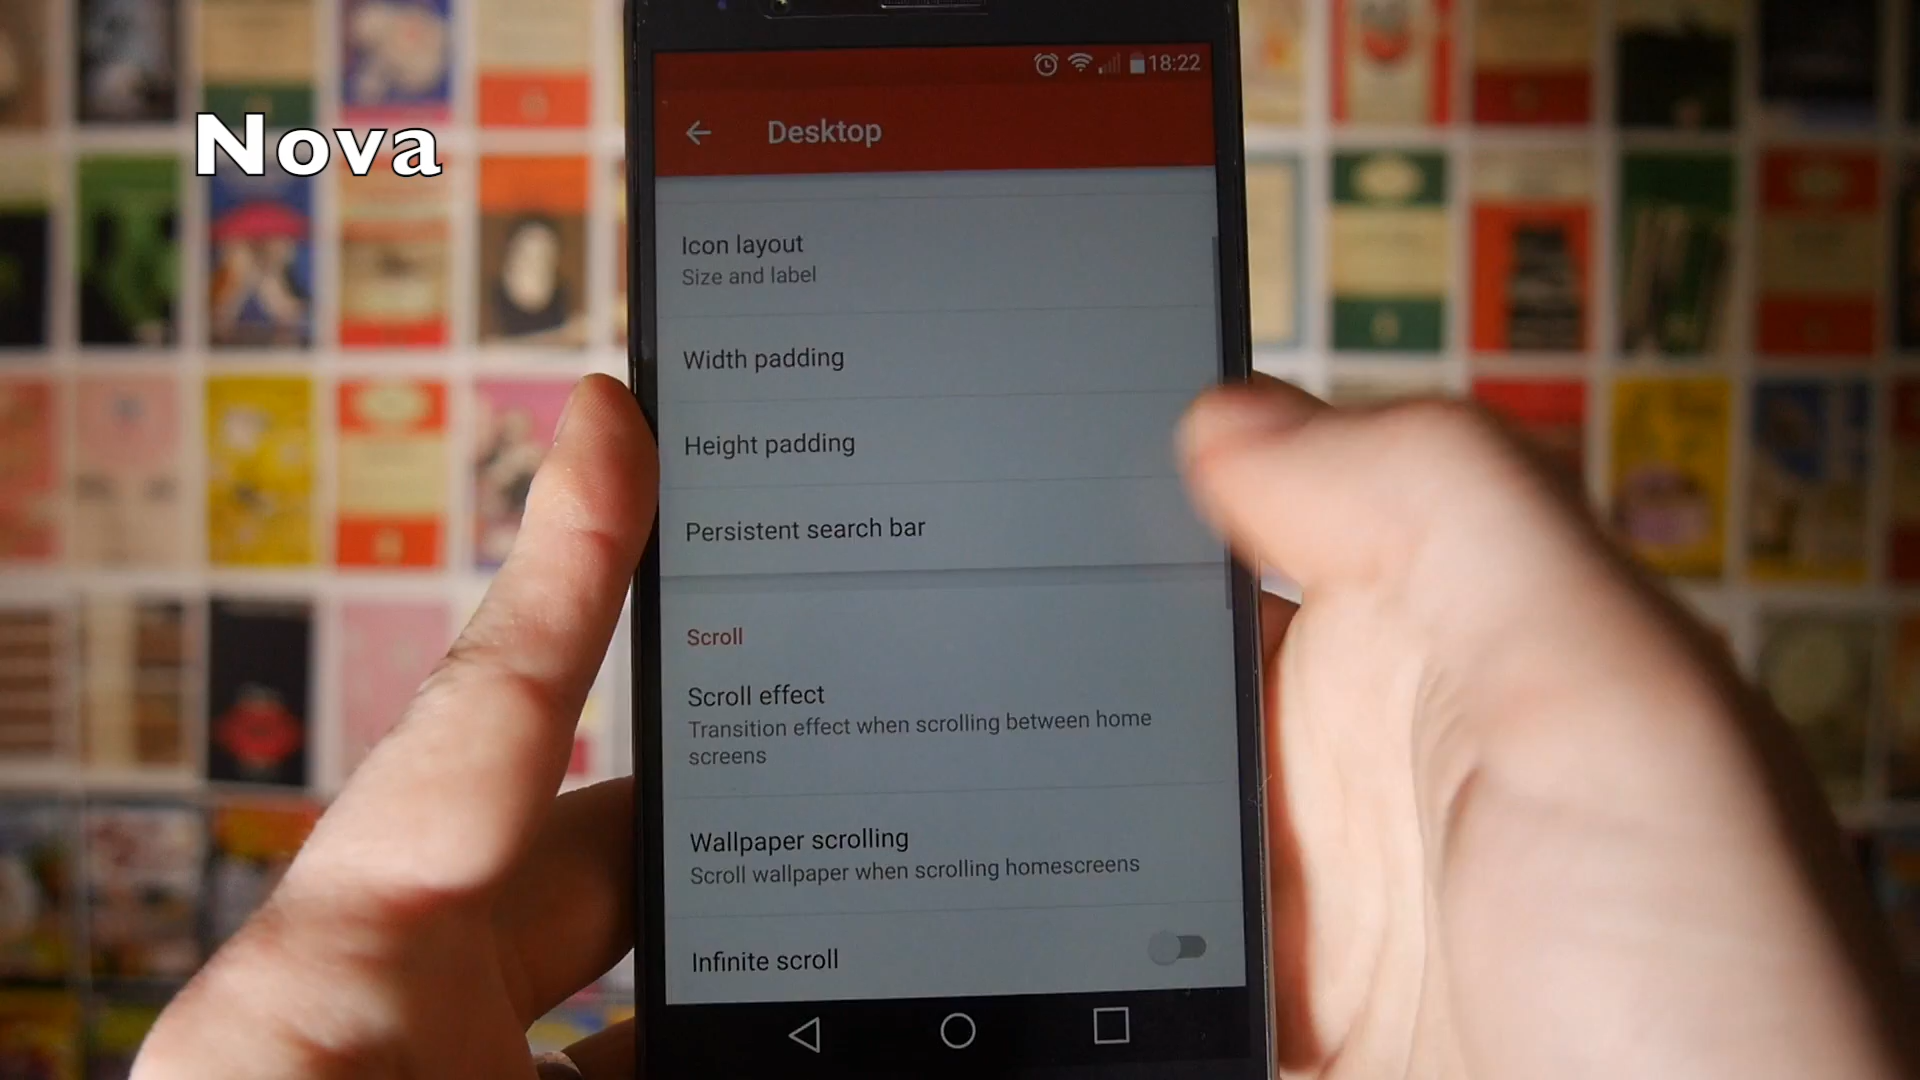 Nova
18:22
Desktop
Icon layout
Size and label
Width padding
Height padding
Persistent search bar
Scroll
Scroll effect
Transition effect when scrolling between home
screens
Wallpaper scrolling
Scroll wallpaper when scrolling homescreens
Infinite scroll